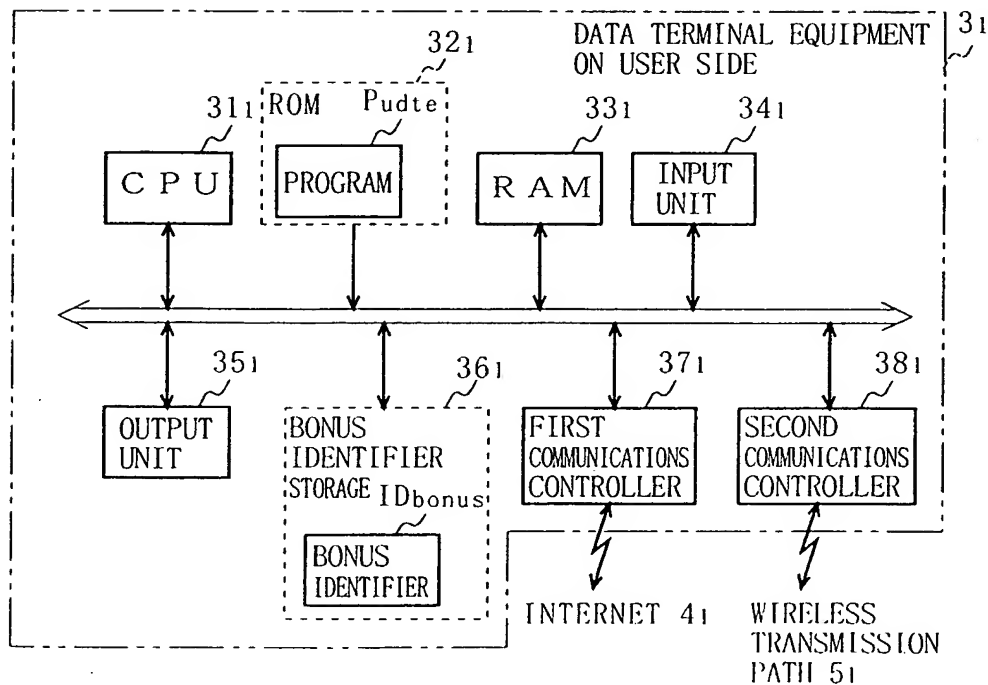 DATA TERMINAL EQUIPMENT
ON USER SIDE
31
321
ROM
Pudte
PROGRAM
311
CPU
331
RAM
341
INPUT
UNIT
351
OUTPUT
UNIT
361
BONUS
IDENTIFIER
STORAGE
IDbonus
BONUS
IDENTIFIER
371
FIRST
COMMUNICATIONS
CONTROLLER
381
SECOND
COMMUNICATIONS
CONTROLLER
INTERNET 41
WIRELESS
TRANSMISSION
PATH 51